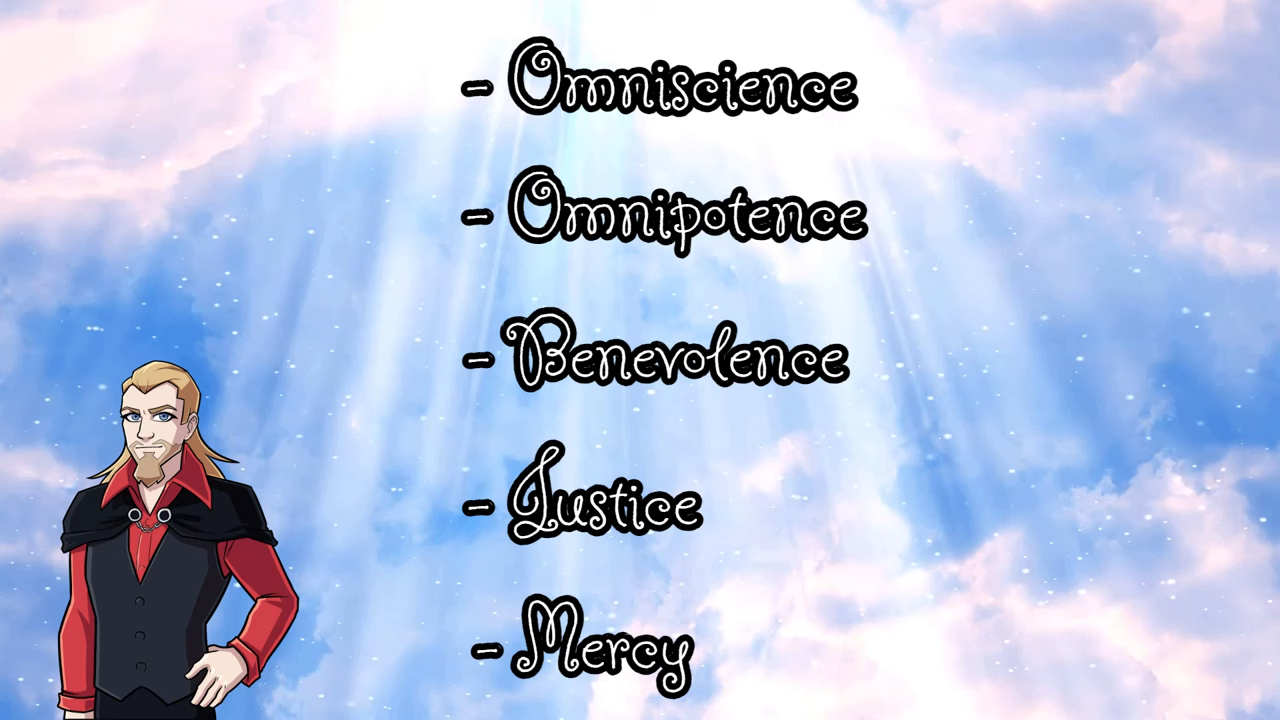 - Omniscience
- Omnipotence
- Benevolence
- Justice
- Mercy